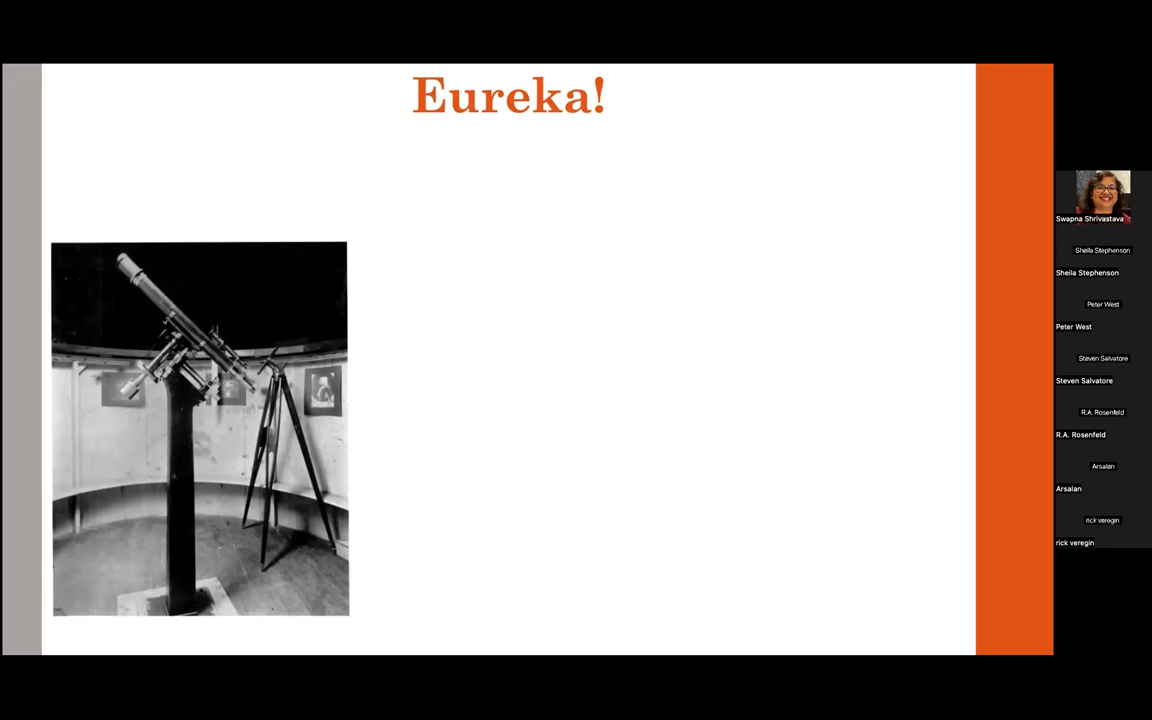 Eureka!
Swapna Shrivastava
Sheila Stephenson
Sheila Stephenson
Peter West
Peter West
Steven Salvatore
Steven Salvatore
R.A. Rosenfeld
R.A. Rosenfeld
Arsalan
Arsalan
rick veregin
rick veregin